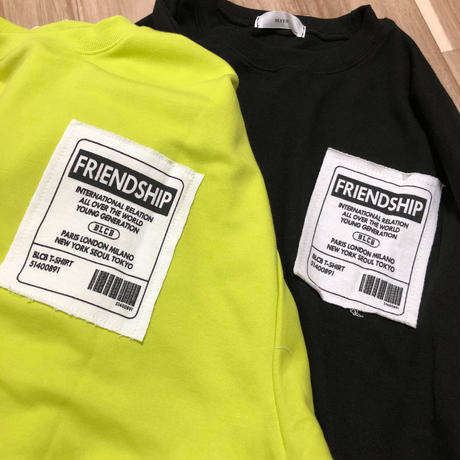 FRIENDSHIP
INTERNATIONAL RELATION
ALL OVER THE WORLD
YOUNG GENERATION
BLCB
PARIS LONDON MILANO
NEW YORK SEOUL TOKYO
BLCB T-SHIRT
51400891
51400891
FRIENDSHIP
INTERNATIONAL RELATION
ALL OVER THE WORLD
YOUNG GENERATION
BLCB
PARIS LONDON MILANO
NEW YORK SEOUL TOKYO
BLCB T-SHIRT
51400891
51400891